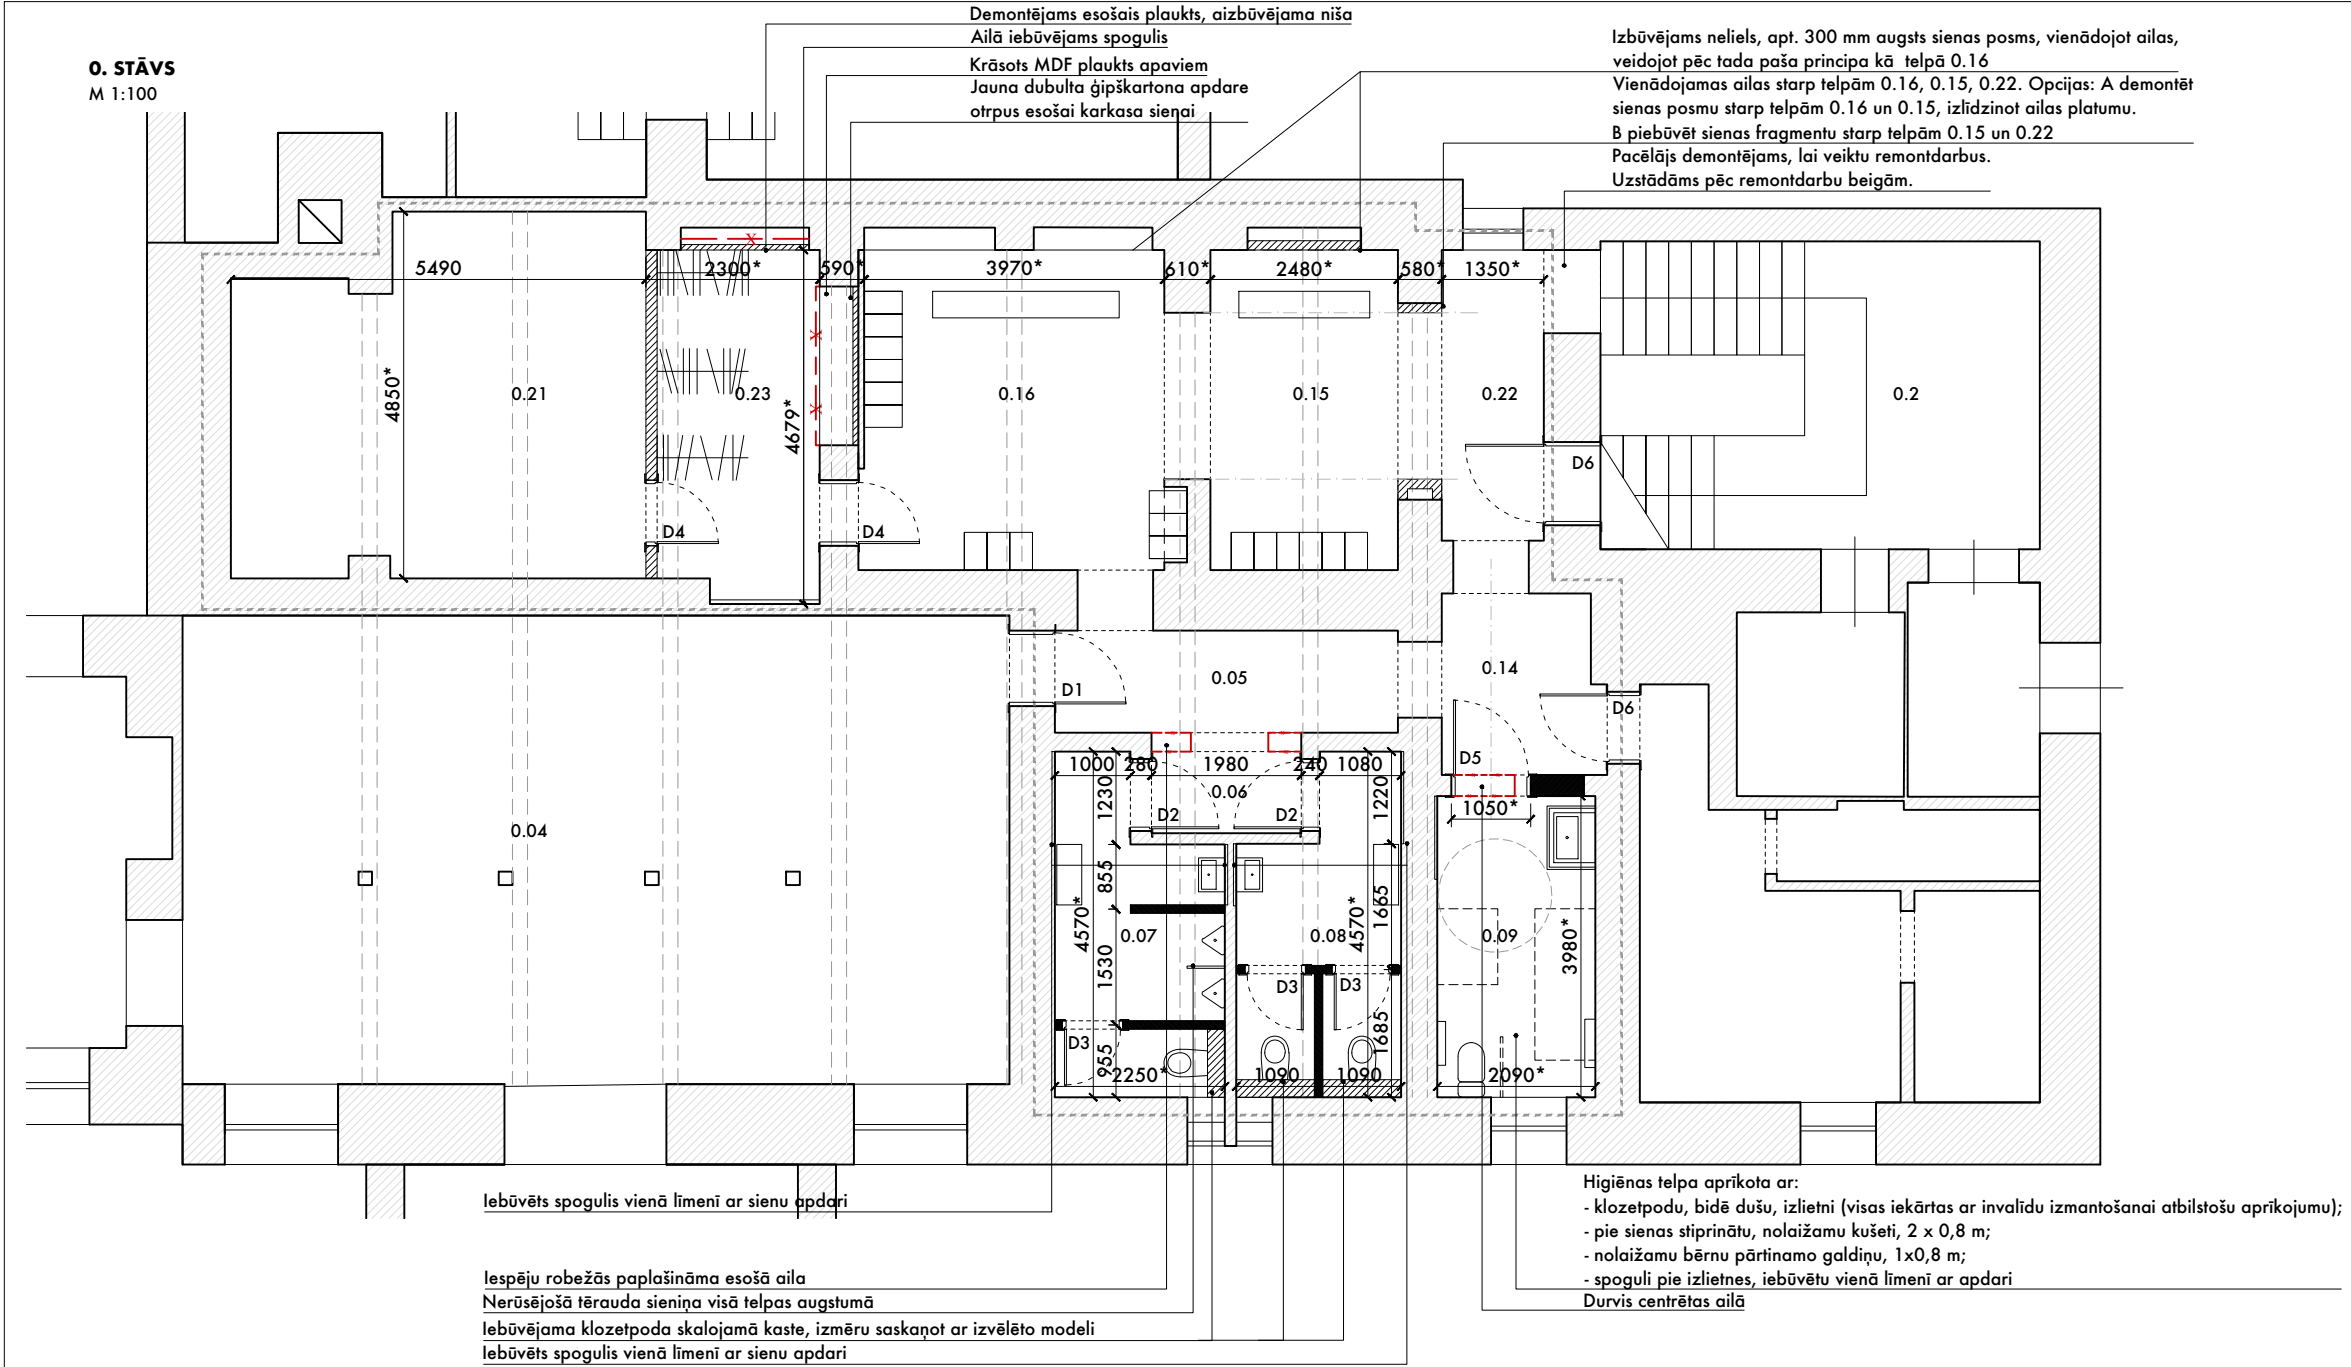 Demontējams esošais plaukts, aizbūvējama niša
Ailā iebūvējams spogulis
Krāsots MDF plaukts apaviem
Jauna dubulta ģipškartona apdare
otrpus esošai karkasa sienai
Izbūvējams neliels, apt. 300 mm augsts sienas posms, vienādojot ailas,
veidojot pēc tada paša principa kā telpā 0.16
Vienādojamas ailas starp telpām 0.16, 0.15, 0.22. Opcijas: A demontēt
sienas posmu starp telpām 0.16 un 0.15, izlīdzinot ailas platumu.
B piebūvēt sienas fragmentu starp telpām 0.15 un 0.22
Pacēlājs demontējams, lai veiktu remontdarbus.
Uzstādāms pēc remontdarbu beigām.
0. STĀVS
M 1:100
5490
2300*
590*
3970*
610*
2480*
580*
1350*
4850*
0.21
0.23
4679*
0.16
0.15
0.22
0.2
D4
D4
D6
0.05
0.14
D1
D6
D5
1000
280
1980
240
1080
1230
0.06
1220
D2
D2
1050*
0.04
855
1665
4570*
0.07
0.08
4570*
0.09
3980*
1530
D3
D3
D3
955
1685
2250*
1090
1090
2090*
Iebūvēts spogulis vienā līmenī ar sienu apdari
Iespēju robežās paplašināma esošā aila
Nerūsējošā tērauda sieniņa visā telpas augstumā
Iebūvējama klozetpoda skalojamā kaste, izmēru saskaņot ar izvēlēto modeli
Iebūvēts spogulis vienā līmenī ar sienu apdari
Higiēnas telpa aprīkota ar:
- klozetpodu, bidē dušu, izlietni (visas iekārtas ar invalīdu izmantošanai atbilstošu aprīkojumu);
- pie sienas stiprinātu, nolaižamu kušeti, 2 x 0,8 m;
- nolaižamu bērnu pārtinamo galdiņu, 1x0,8 m;
- spoguli pie izlietnes, iebūvētu vienā līmenī ar apdari
Durvis centrētas ailā